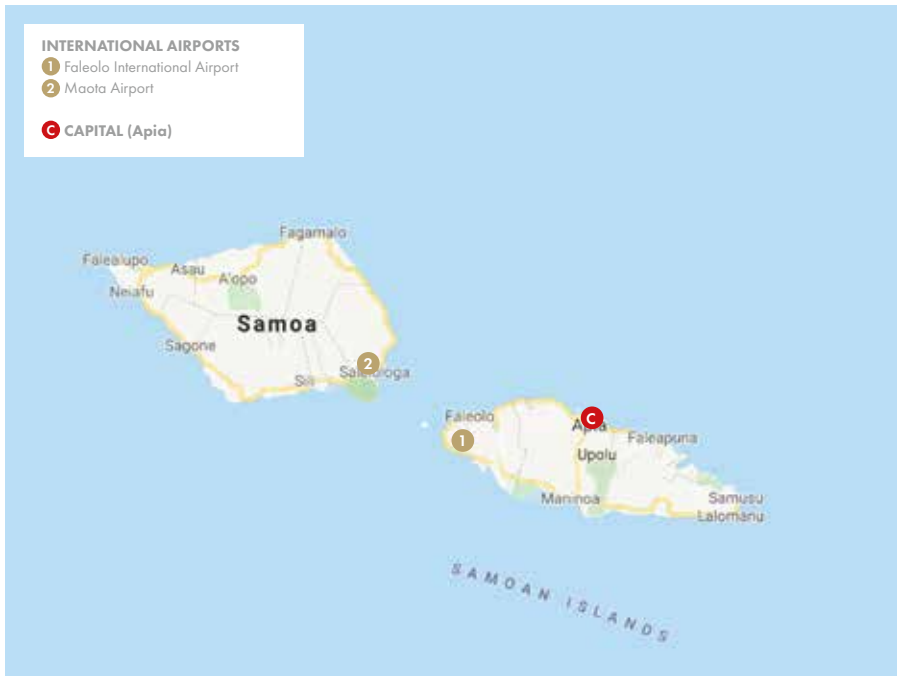 INTERNATIONAL AIRPORTS
1 Faleolo International Airport
2 Maota Airport
C CAPITAL (Apia)
Fagamalo
Falealupo
Asau
A'opo
Neiafu
Samoa
Sagone
2
Sili
Faleolo
C
Apia
1
Faleapuna
Upolu
Maninoa
Samusu
Lalomanu
SAMOAN ISLANDS